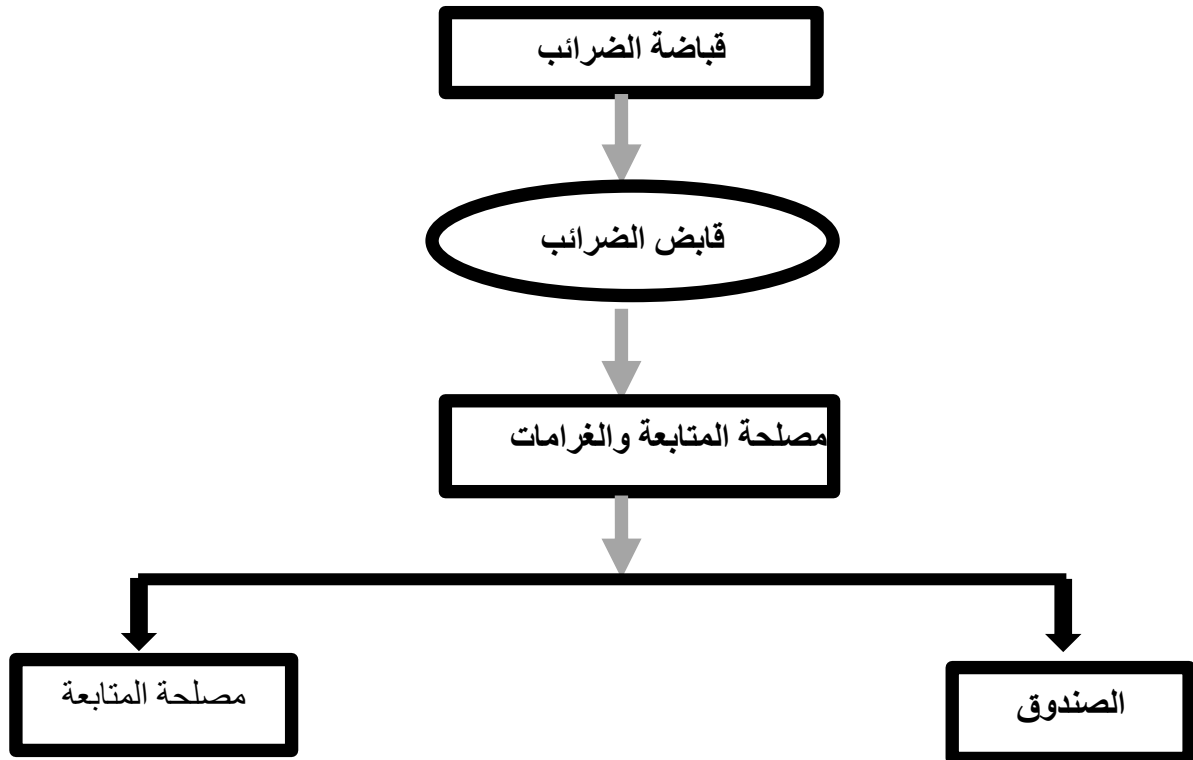 قباضة الضرائب
قابض الضرائب
مصلحة المتابعة والغرامات
الصندوق
مصلحة المتابعة